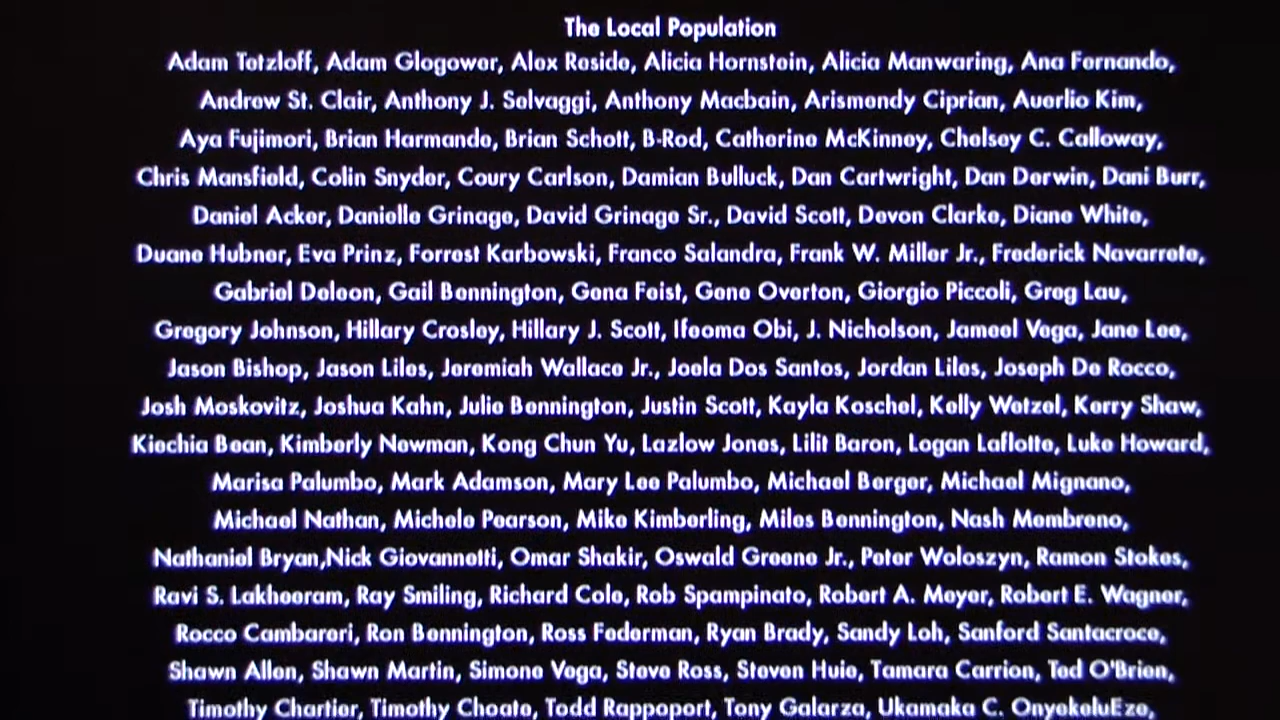 The Local Population
Adam Tetzloff, Adam Glogower, Alex Reside, Alicia Hornstein, Alicia Manwaring, Ana Fernando,
Andrew St. Clair, Anthony J. Selvaggi, Anthony Macbain, Arismendy Ciprian, Auerlio Kim,
Aya Fujimori, Brian Harmande, Brian Schott, B-Rod, Catherine McKinney, Chelsey C. Calloway,
Chris Mansfield, Colin Snyder, Coury Carlson, Damian Bulluck, Dan Cartwright, Dan Derwin, Dani Burr,
Daniel Acker, Danielle Grinage, David Grinage Sr., David Scott, Devon Clarke, Diane White,
Duane Hubner, Eva Prinz, Forrest Karbowski, Franco Salandra, Frank W. Miller Jr., Frederick Navarrete,
Gabriel Deleon, Gail Bennington, Gena Feist, Gene Overton, Giorgio Piccoli, Greg Lau,
Gregory Johnson, Hillary Crosley, Hillary J. Scott, Ifeoma Obi, J. Nicholson, Jameel Vega, Jane Lee,
Jason Bishop, Jason Liles, Jeremiah Wallace Jr., Joela Dos Santos, Jordan Liles, Joseph De Rocco,
Josh Moskovitz, Joshua Kahn, Julie Bennington, Justin Scott, Kayla Koschel, Kelly Wetzel, Kerry Shaw,
Kiechia Bean, Kimberly Newman, Kong Chun Yu, Lazlow Jones, Lilit Baron, Logan Laflotte, Luke Howard,
Marisa Palumbo, Mark Adamson, Mary Lee Palumbo, Michael Berger, Michael Mignano,
Michael Nathan, Michele Pearson, Mike Kimberling, Miles Bennington, Nash Membreno,
Nathaniel Bryan,Nick Giovannetti, Omar Shakir, Oswald Greene Jr., Peter Woloszyn, Ramon Stokes,
Ravi S. Lakheeram, Ray Smiling, Richard Cole, Rob Spampinato, Robert A. Meyer, Robert E. Wagner,
Rocco Cambareri, Ron Bennington, Ross Federman, Ryan Brady, Sandy Loh, Sanford Santacroce,
Shawn Allen, Shawn Martin, Simone Vega, Steve Ross, Steven Huie, Tamara Carrion, Ted O'Brien,
Timothy Chartier, Timothy Choate, Todd Rappoport, Tony Galarza, Ukamaka C. OnyekeluEze,